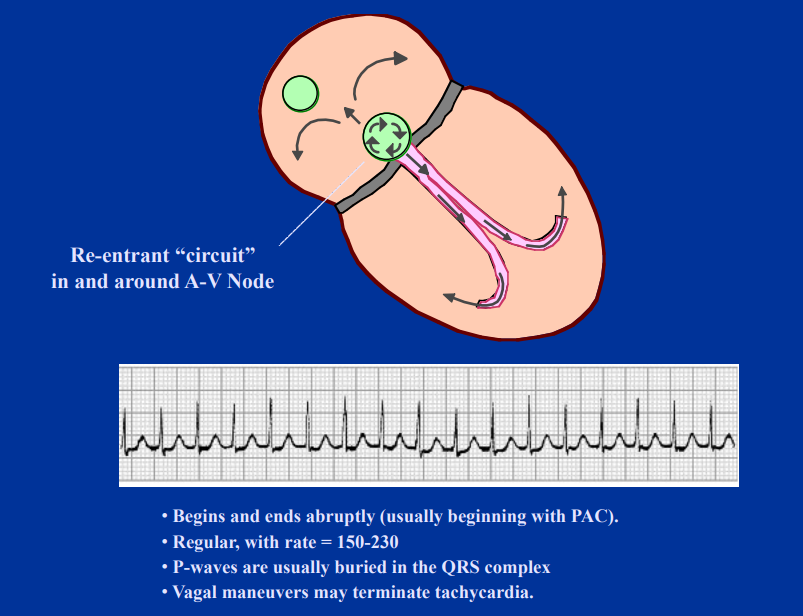 Re-entrant “circuit”
in and around A-V Node
• Begins and ends abruptly (usually beginning with PAC).
• Regular, with rate = 150-230
• P-waves are usually buried in the QRS complex
• Vagal maneuvers may terminate tachycardia.